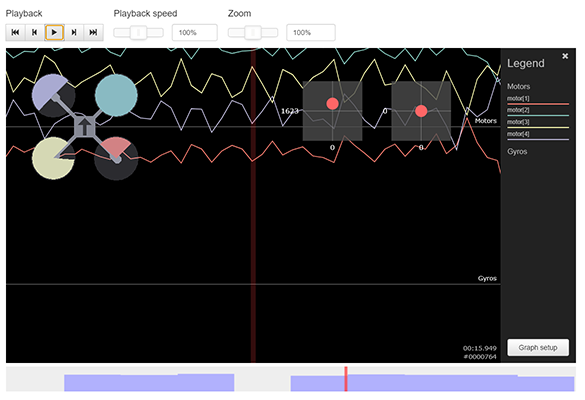 Playback Playback speed Zoom
100% 100%
Legend
Motors
motor[1]
motor[2]
motor[3]
motor[4]
Gyros
1623 0
Motors
0 0
Gyros
00:15.949
#0000764
Graph setup